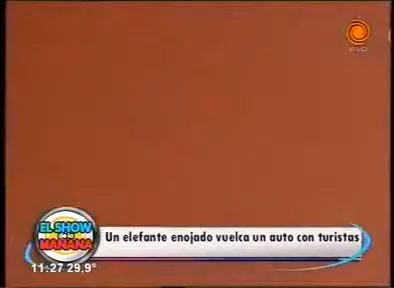 EL SHOW
de la
MAÑANA
Un elefante enojado vuelca un auto con turistas
11:27 29.9°